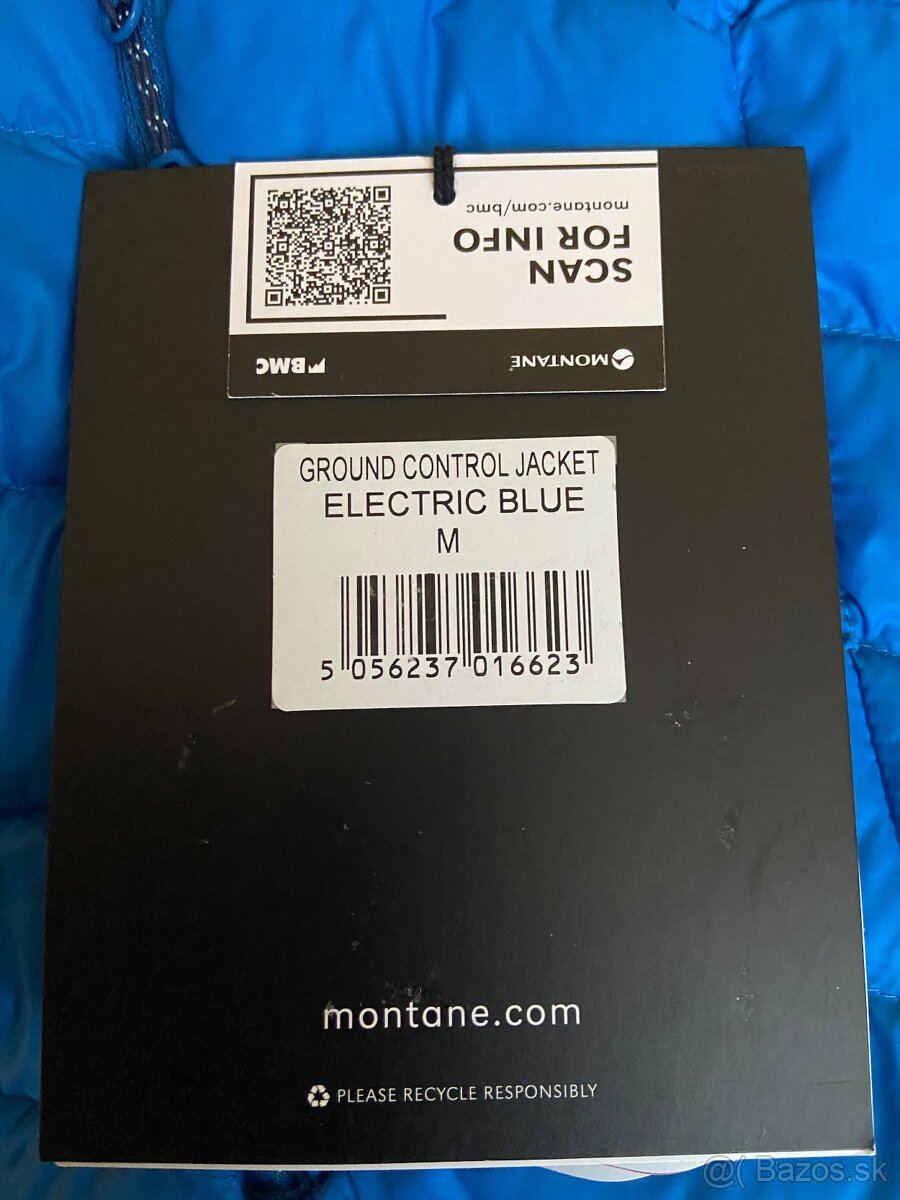 montane.com/bmc
SCAN
FOR INFO
MONTANE
BMC
GROUND CONTROL JACKET
ELECTRIC BLUE
M
5 056237 016623
montane.com
PLEASE RECYCLE RESPONSIBLY
@( Bazos.sk